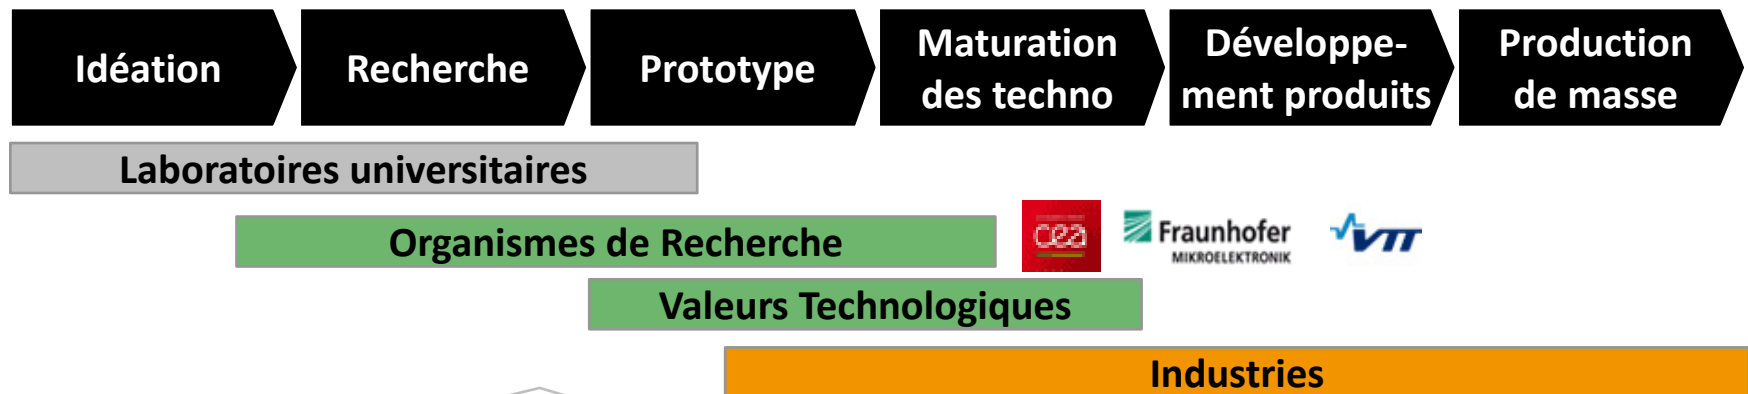 Idéation
Recherche
Prototype
Maturation
des techno
Développe-
ment produits
Production
de masse
Laboratoires universitaires
Organismes de Recherche
cea
Fraunhofer
MIKROELEKTRONIK
VTT
Valeurs Technologiques
Industries